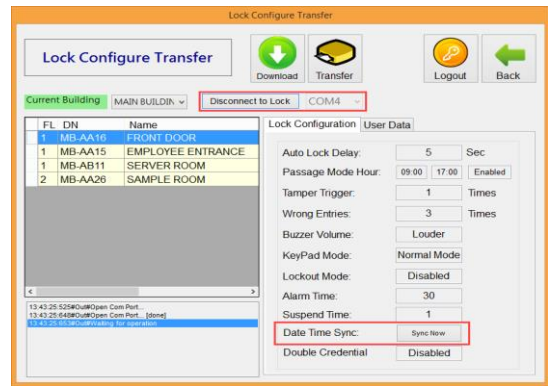 Lock Configure Transfer
Lock Configure Transfer
Download
Transfer
Logout
Back
Current Building
MAIN BUILDIN
Disconnect to Lock
COM4
FL DN Name
1 MB-AA16 FRONT DOOR
1 MB-AA15 EMPLOYEE ENTRANCE
1 MB-AB11 SERVER ROOM
2 MB-AA26 SAMPLE ROOM
13:43:25:525#Out#Open Com Port...
13:43:25:648#Out#Open Com Port... [done]
13:43:25:653#Out#Waiting for operation
Lock Configuration User Data
Auto Lock Delay: 5 Sec
Passage Mode Hour: 09:00 17:00 Enabled
Tamper Trigger: 1 Times
Wrong Entries: 3 Times
Buzzer Volume: Louder
KeyPad Mode: Normal Mode
Lockout Mode: Disabled
Alarm Time: 30
Suspend Time: 1
Date Time Sync: Sync Now
Double Credential Disabled